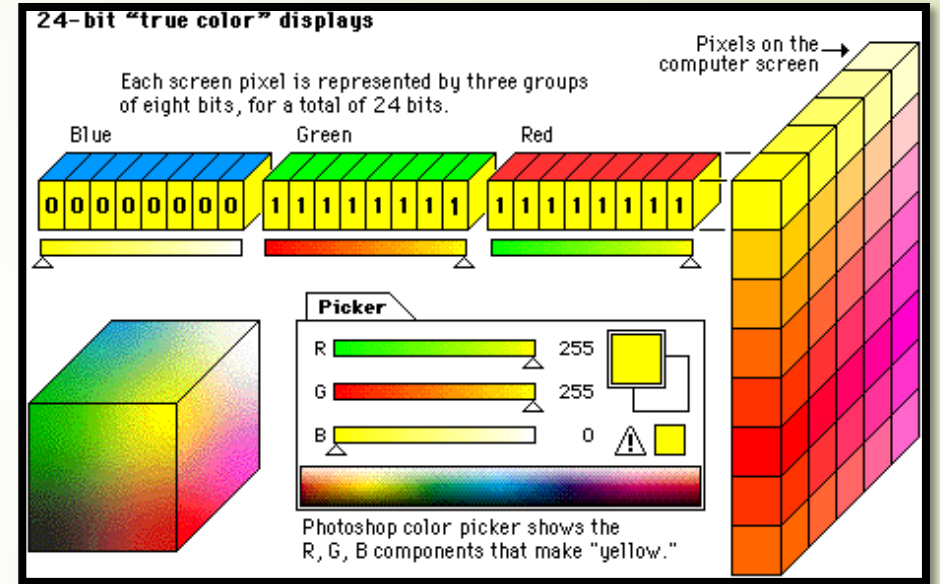 24-bit “true color” displays
Pixels on the
computer screen
Each screen pixel is represented by three groups
of eight bits, for a total of 24 bits.
Blue Green Red
0 0 0 0 0 0 0 0 1 1 1 1 1 1 1 1 1 1 1 1 1 1 1 1
Picker
R 255
G 255
B 0
Photoshop color picker shows the
R, G, B components that make "yellow."